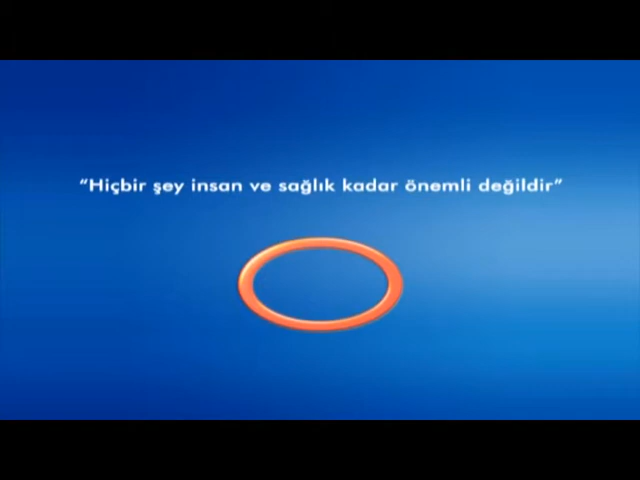 “Hiçbir şey insan ve sağlık kadar önemli değildir”